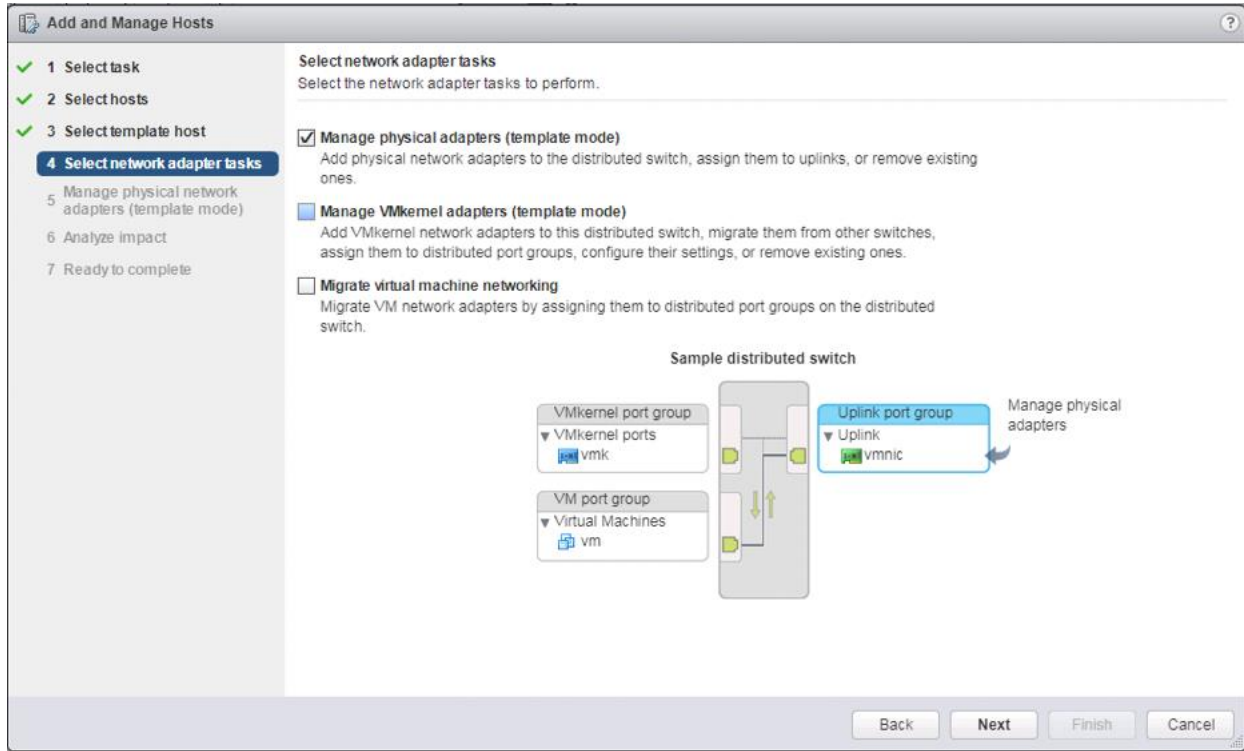 Add and Manage Hosts
?
1 Select task
2 Select hosts
3 Select template host
4 Select network adapter tasks
5 Manage physical network
adapters (template mode)
6 Analyze impact
7 Ready to complete
Select network adapter tasks
Select the network adapter tasks to perform.
Manage physical adapters (template mode)
Add physical network adapters to the distributed switch, assign them to uplinks, or remove existing
ones.
Manage VMkernel adapters (template mode)
Add VMkernel network adapters to this distributed switch, migrate them from other switches,
assign them to distributed port groups, configure their settings, or remove existing ones.
Migrate virtual machine networking
Migrate VM network adapters by assigning them to distributed port groups on the distributed
switch.
Sample distributed switch
VMkernel port group
VMkernel ports
vmk
VM port group
Virtual Machines
vm
Uplink port group
Uplink
vmnic
Manage physical
adapters
Back
Next
Finish
Cancel